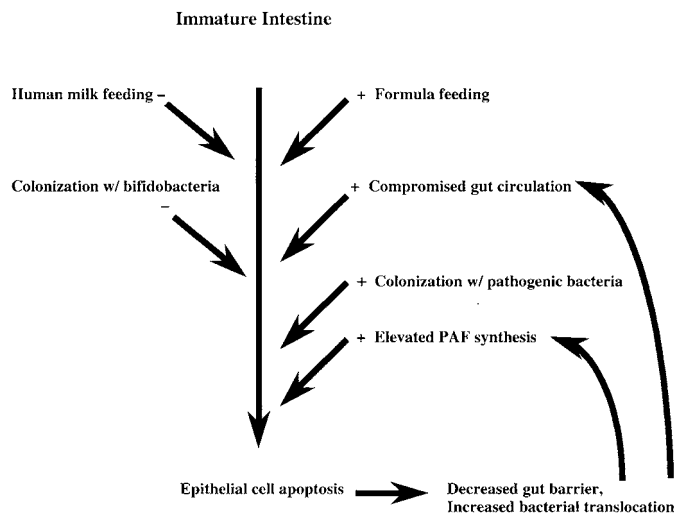 Immature Intestine
Human milk feeding –
+ Formula feeding
Colonization w/ bifidobacteria
–
+ Compromised gut circulation
+ Colonization w/ pathogenic bacteria
+ Elevated PAF synthesis
Epithelial cell apoptosis
Decreased gut barrier,
Increased bacterial translocation